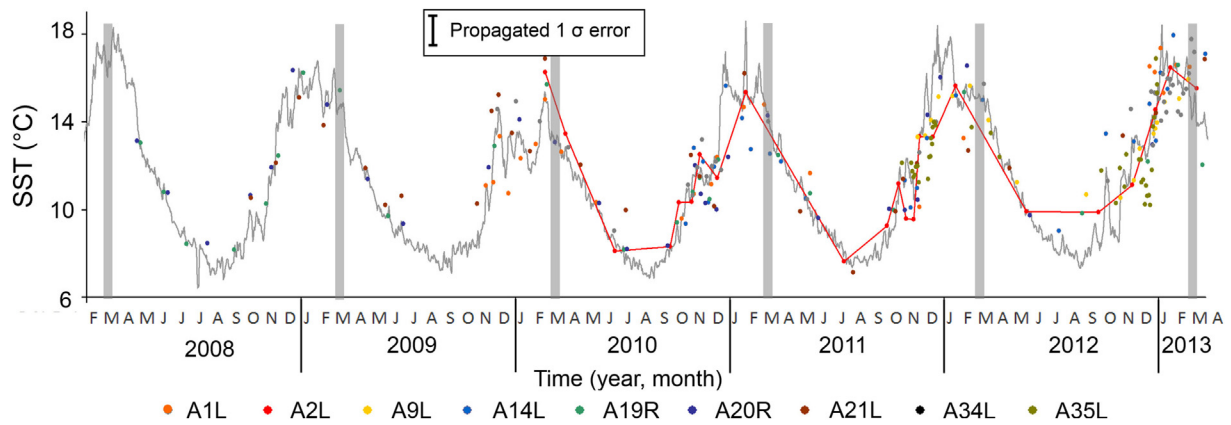 18
14
10
6
SST (°C)
Propagated 1 σ error
F M A M J J A S O N D J F M A M J J A S O N D J F M A M J J A S O N D J F M A M J J A S O N D J F M A M J J A S O N D J F M A
2008 2009 2010 2011 2012 2013
Time (year, month)
A1L A2L A9L A14L A19R A20R A21L A34L A35L